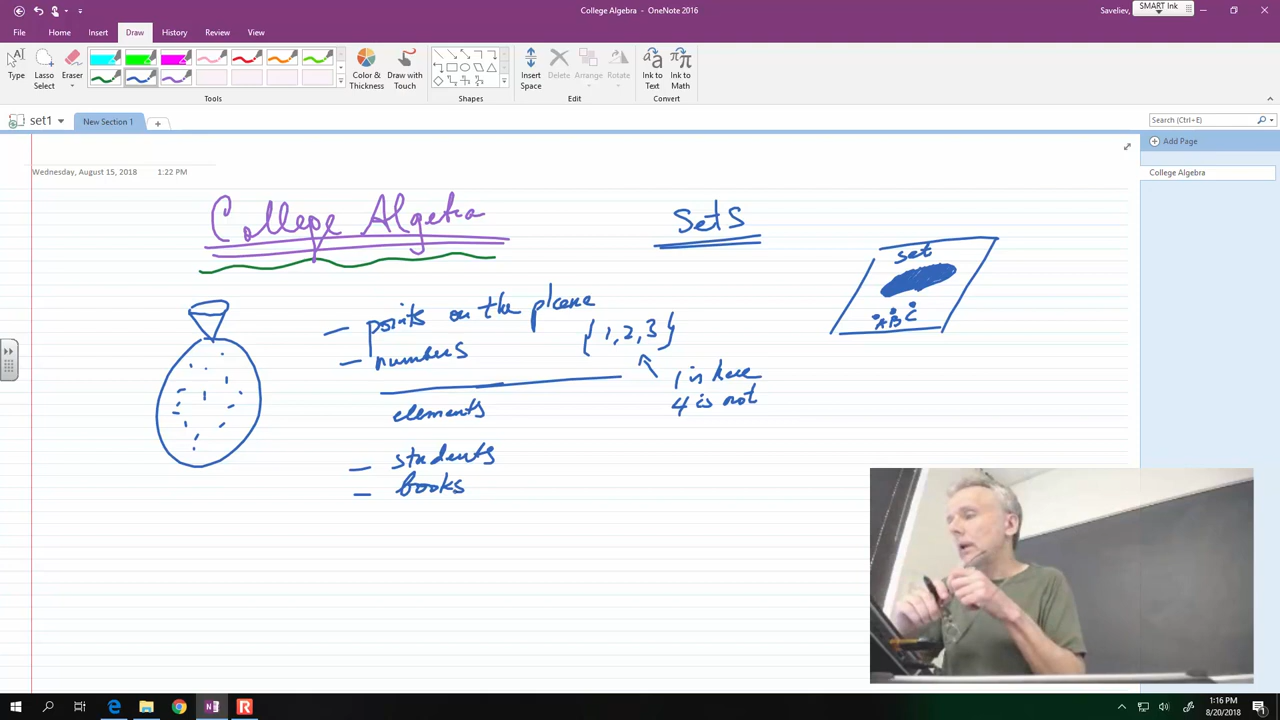 College Algebra - OneNote 2016
Saveliev,
SMART Ink
File Home Insert Draw History Review View
Type
Lasso Select
Eraser
Color & Thickness
Draw with Touch
Insert Space
Delete
Arrange
Rotate
Ink to Text
Ink to Math
Tools
Shapes
Edit
Convert
set1
New Section 1
Search (Ctrl+E)
Add Page
College Algebra
Wednesday, August 15, 2018 1:22 PM
College Algebra
Sets
set
A B C
— points on the plane
— numbers
{1, 2, 3}
1 is here
4 is not
elements
— students
— books
1:16 PM
8/20/2018